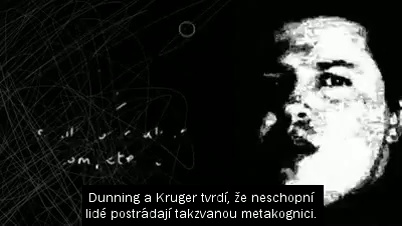 Dunning a Kruger tvrdí, že neschopní
lidé postrádají takzvanou metakognici.